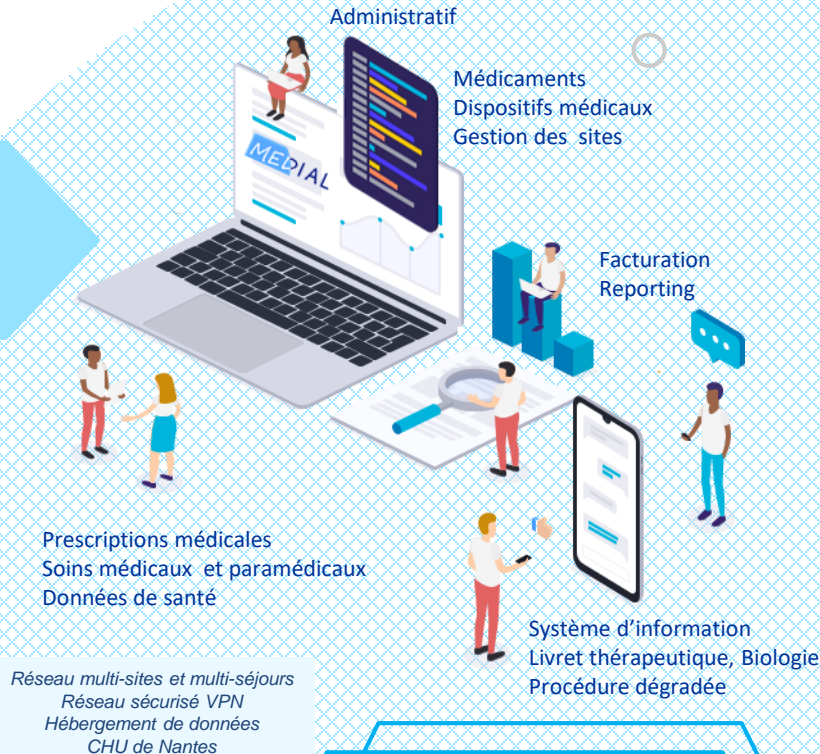 Administratif
Médicaments
Dispositifs médicaux
Gestion des sites
MEDIAL
Facturation
Reporting
Prescriptions médicales
Soins médicaux et paramédicaux
Données de santé
Système d’information
Livret thérapeutique, Biologie
Procédure dégradée
Réseau multi-sites et multi-séjours
Réseau sécurisé VPN
Hébergement de données
CHU de Nantes